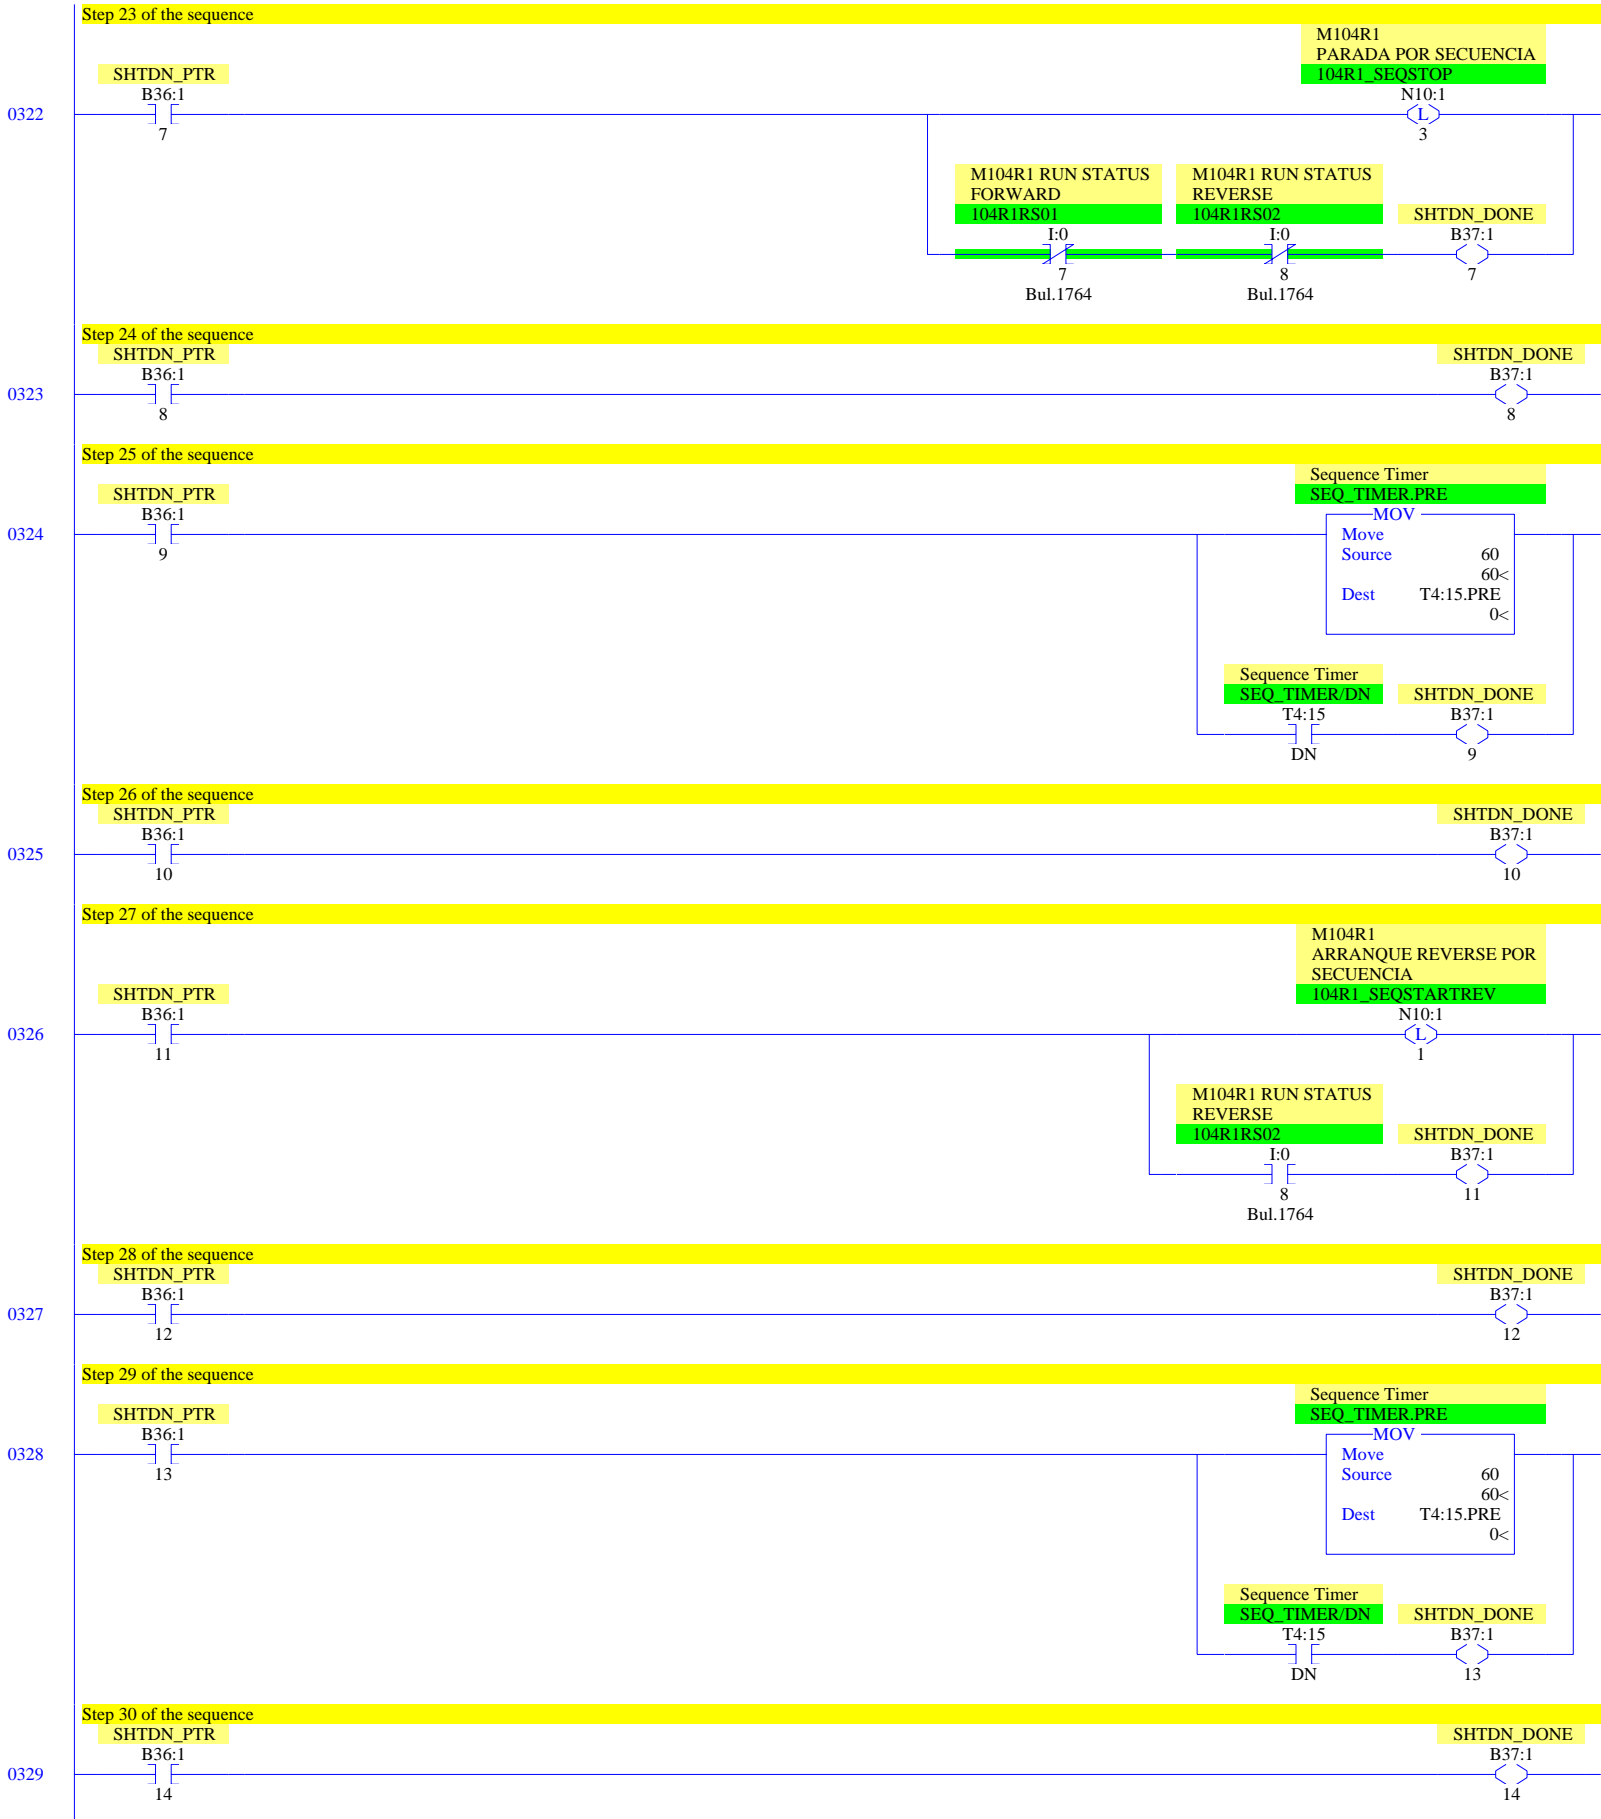 Step 23 of the sequence
M104R1
PARADA POR SECUENCIA
104R1_SEQSTOP
SHTDN_PTR
B36:1
N10:1
0322
L
7
3
M104R1 RUN STATUS
FORWARD
104R1RS01
I:0
7
Bul.1764
M104R1 RUN STATUS
REVERSE
104R1RS02
I:0
8
Bul.1764
SHTDN_DONE
B37:1
7
Step 24 of the sequence
SHTDN_PTR
B36:1
0323
8
SHTDN_DONE
B37:1
8
Step 25 of the sequence
SHTDN_PTR
B36:1
0324
9
Sequence Timer
SEQ_TIMER.PRE
MOV
Move
Source 60
60<
Dest T4:15.PRE
0<
Sequence Timer
SEQ_TIMER/DN
T4:15
DN
SHTDN_DONE
B37:1
9
Step 26 of the sequence
SHTDN_PTR
B36:1
0325
10
SHTDN_DONE
B37:1
10
Step 27 of the sequence
M104R1
ARRANQUE REVERSE POR
SECUENCIA
104R1_SEQSTARTREV
SHTDN_PTR
B36:1
N10:1
0326
L
11
1
M104R1 RUN STATUS
REVERSE
104R1RS02
I:0
8
Bul.1764
SHTDN_DONE
B37:1
11
Step 28 of the sequence
SHTDN_PTR
B36:1
0327
12
SHTDN_DONE
B37:1
12
Step 29 of the sequence
SHTDN_PTR
B36:1
0328
13
Sequence Timer
SEQ_TIMER.PRE
MOV
Move
Source 60
60<
Dest T4:15.PRE
0<
Sequence Timer
SEQ_TIMER/DN
T4:15
DN
SHTDN_DONE
B37:1
13
Step 30 of the sequence
SHTDN_PTR
B36:1
0329
14
SHTDN_DONE
B37:1
14